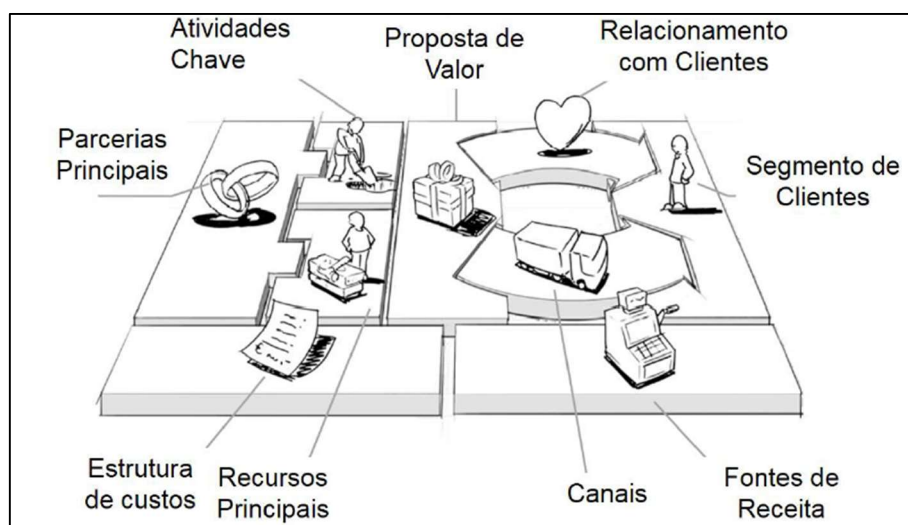 Atividades
Chave
Proposta de
Valor
Relacionamento
com Clientes
Parcerias
Principais
Segmento de
Clientes
Estrutura
de custos
Recursos
Principais
Canais
Fontes de
Receita